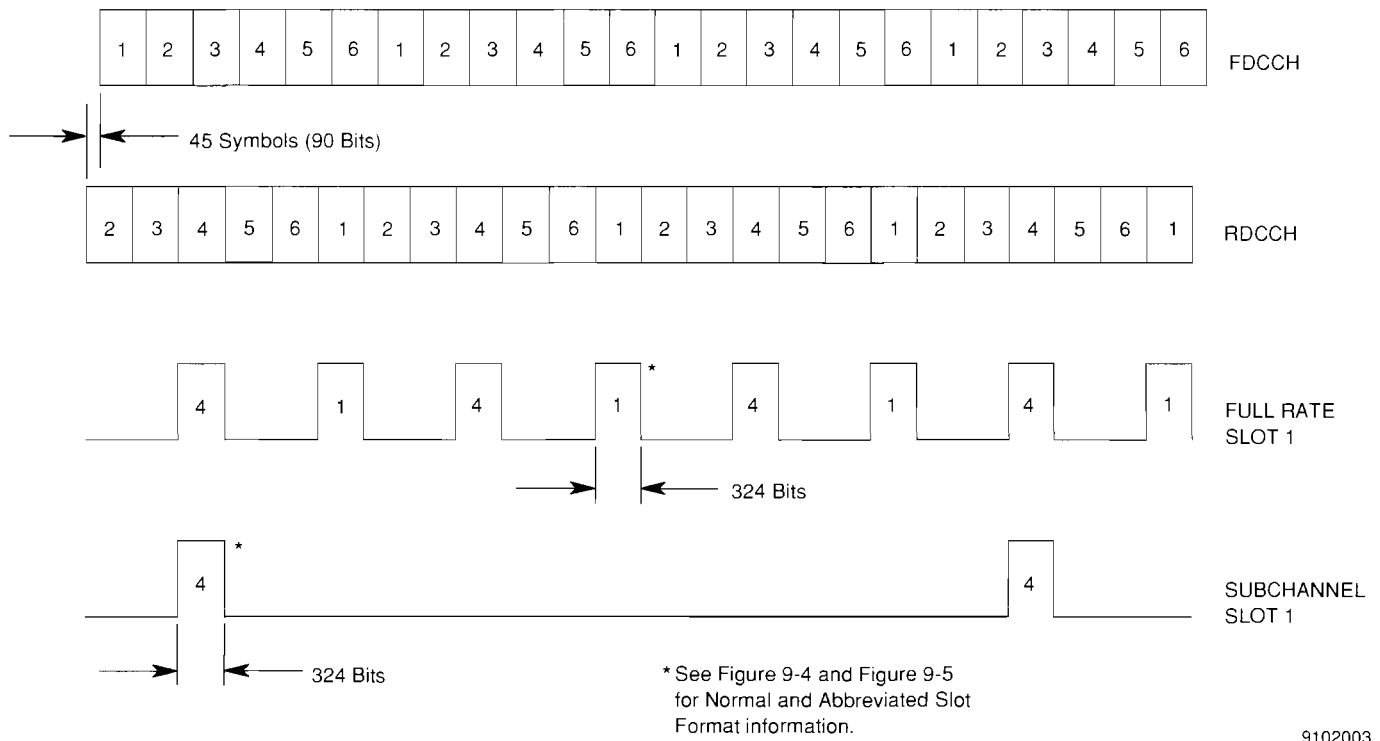 1 2 3 4 5 6 1 2 3 4 5 6 1 2 3 4 5 6 1 2 3 4 5 6 FDCCH
45 Symbols (90 Bits)
2 3 4 5 6 1 2 3 4 5 6 1 2 3 4 5 6 1 2 3 4 5 6 1 RDCCH
4 1 4 1 * 4 1 4 1 FULL RATE
SLOT 1
324 Bits
4 * 4 SUBCHANNEL
SLOT 1
324 Bits
* See Figure 9-4 and Figure 9-5
for Normal and Abbreviated Slot
Format information.
9102003